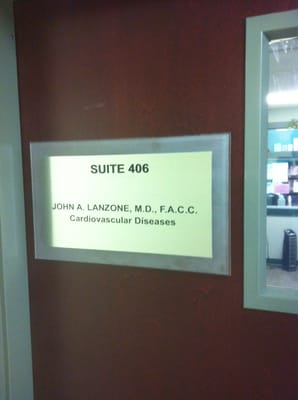 SUITE 406
JOHN A. LANZONE, M.D., F.A.C.C.
Cardiovascular Diseases